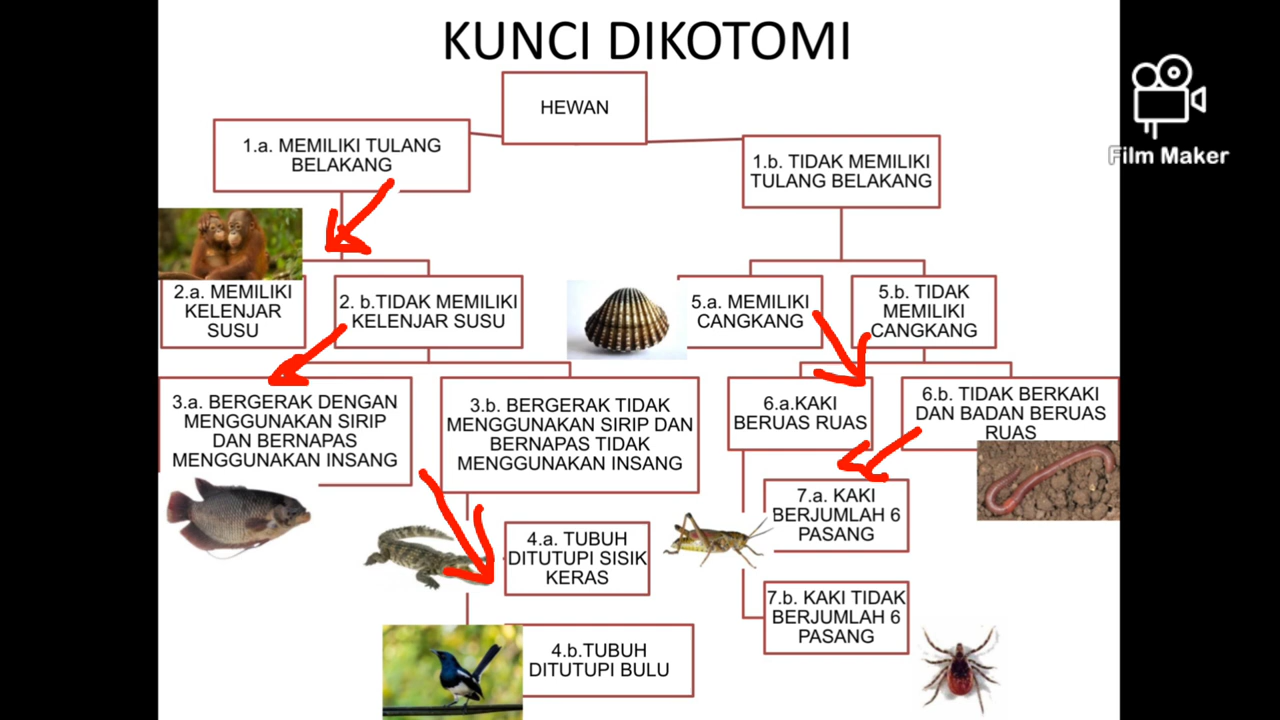 KUNCI DIKOTOMI
HEWAN
Film Maker
1.a. MEMILIKI TULANG
BELAKANG
1.b. TIDAK MEMILIKI
TULANG BELAKANG
2.a. MEMILIKI
KELENJAR
SUSU
2. b.TIDAK MEMILIKI
KELENJAR SUSU
5.a. MEMILIKI
CANGKANG
5.b. TIDAK
MEMILIKI
CANGKANG
3.a. BERGERAK DENGAN
MENGGUNAKAN SIRIP
DAN BERNAPAS
MENGGUNAKAN INSANG
3.b. BERGERAK TIDAK
MENGGUNAKAN SIRIP DAN
BERNAPAS TIDAK
MENGGUNAKAN INSANG
6.a.KAKI
BERUAS RUAS
6.b. TIDAK BERKAKI
DAN BADAN BERUAS
RUAS
4.a. TUBUH
DITUTUPI SISIK
KERAS
7.a. KAKI
BERJUMLAH 6
PASANG
4.b.TUBUH
DITUTUPI BULU
7.b. KAKI TIDAK
BERJUMLAH 6
PASANG